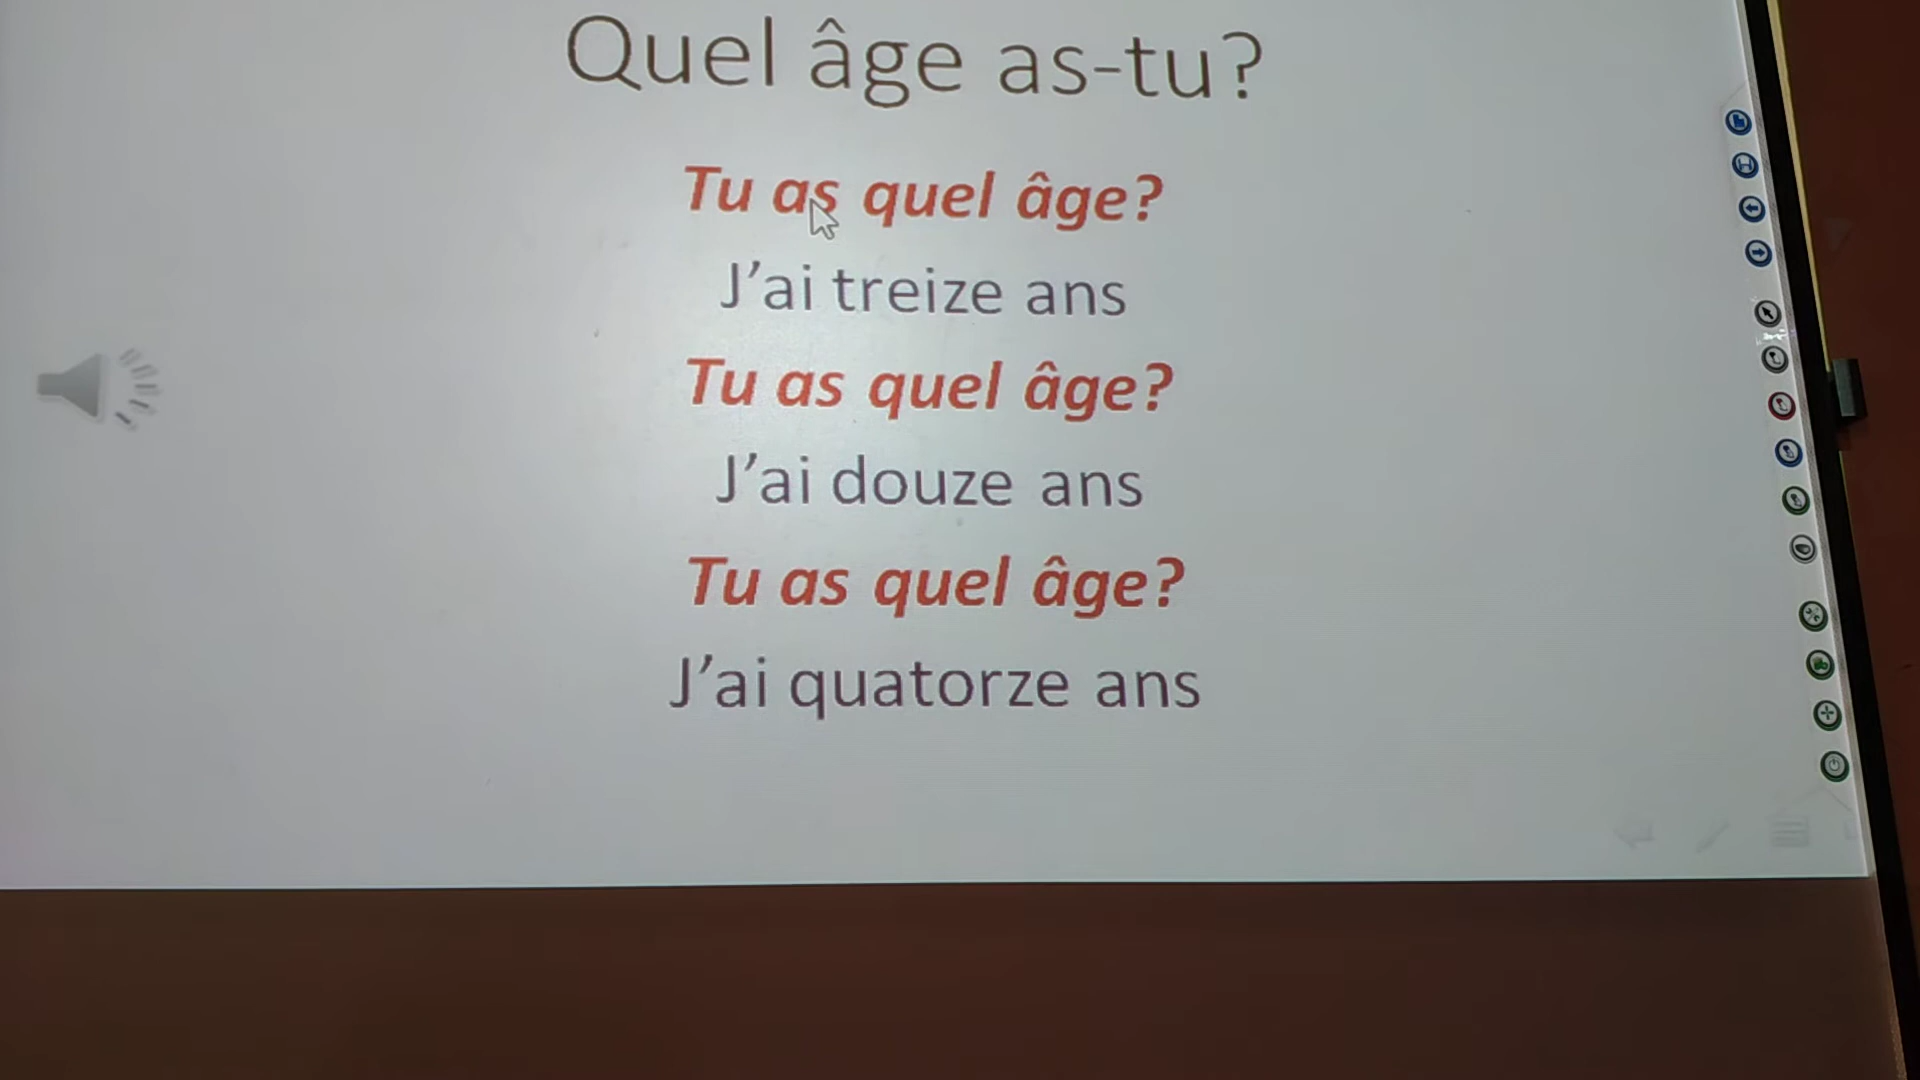 Quel âge as-tu?
Tu as quel âge?
J’ai treize ans
Tu as quel âge?
J’ai douze ans
Tu as quel âge?
J’ai quatorze ans